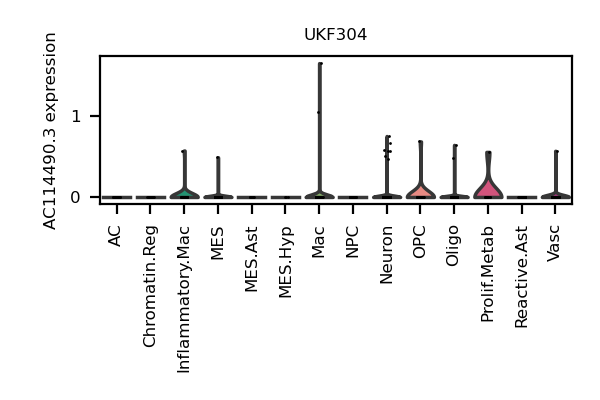 UKF304
AC114490.3 expression
1
0
AC
Chromatin.Reg
Inflammatory.Mac
MES
MES.Ast
MES.Hyp
Mac
NPC
Neuron
OPC
Oligo
Prolif.Metab
Reactive.Ast
Vasc